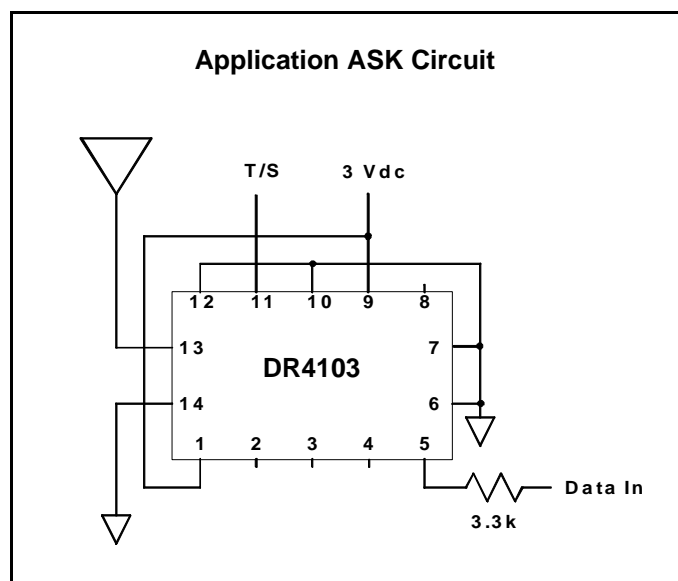 Application ASK Circuit
T/S 3 Vdc
12 11 10 9 8
13 7
DR4103
14 6
1 2 3 4 5
Data In
3.3k